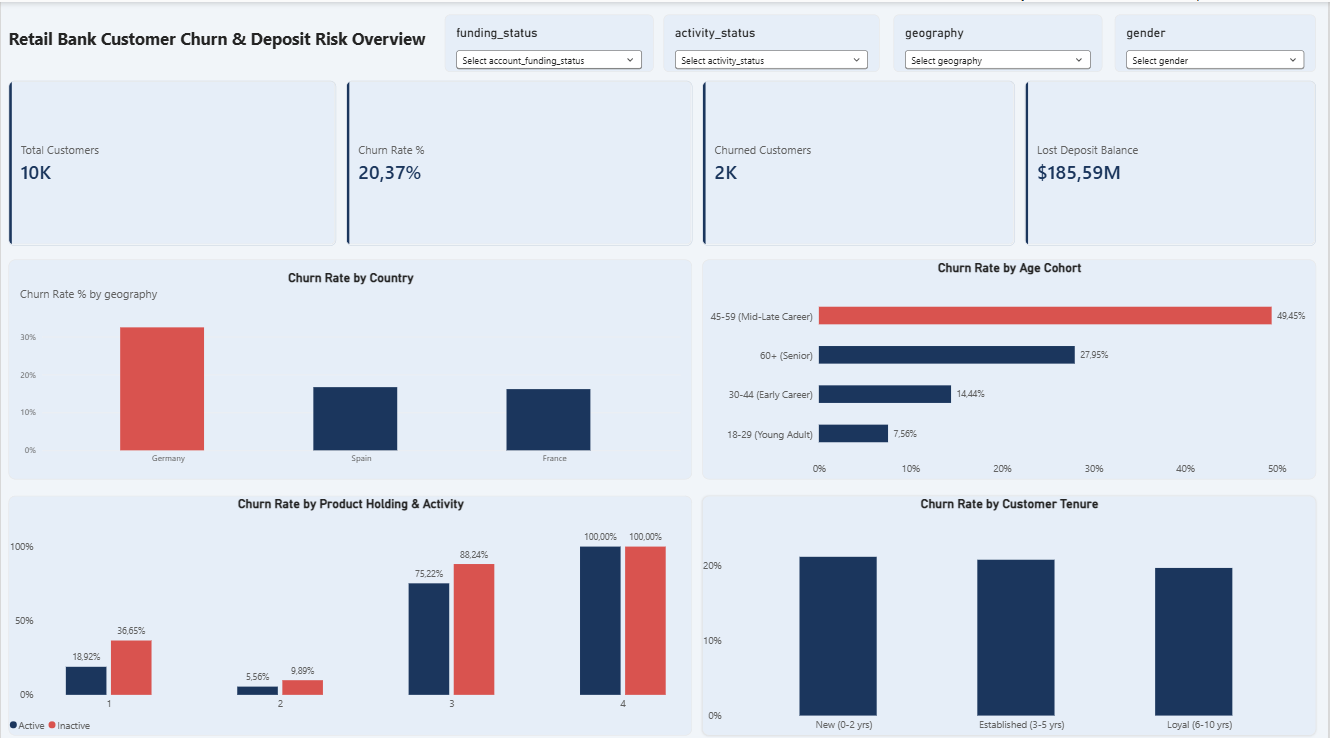 Retail Bank Customer Churn & Deposit Risk Overview
funding_status
Select account_funding_status
activity_status
Select activity_status
geography
Select geography
gender
Select gender
Total Customers
10K
Churn Rate %
20,37%
Churned Customers
2K
Lost Deposit Balance
$185,59M
Churn Rate by Country
Churn Rate % by geography
30%
20%
10%
0%
Germany
Spain
France
Churn Rate by Age Cohort
45-59 (Mid-Late Career)
49,45%
60+ (Senior)
27,95%
30-44 (Early Career)
14,44%
18-29 (Young Adult)
7,56%
0%
10%
20%
30%
40%
50%
Churn Rate by Product Holding & Activity
100%
50%
0%
18,92%
36,65%
5,56%
9,89%
75,22%
88,24%
100,00%
100,00%
1
2
3
4
Active
Inactive
Churn Rate by Customer Tenure
20%
10%
0%
New (0-2 yrs)
Established (3-5 yrs)
Loyal (6-10 yrs)